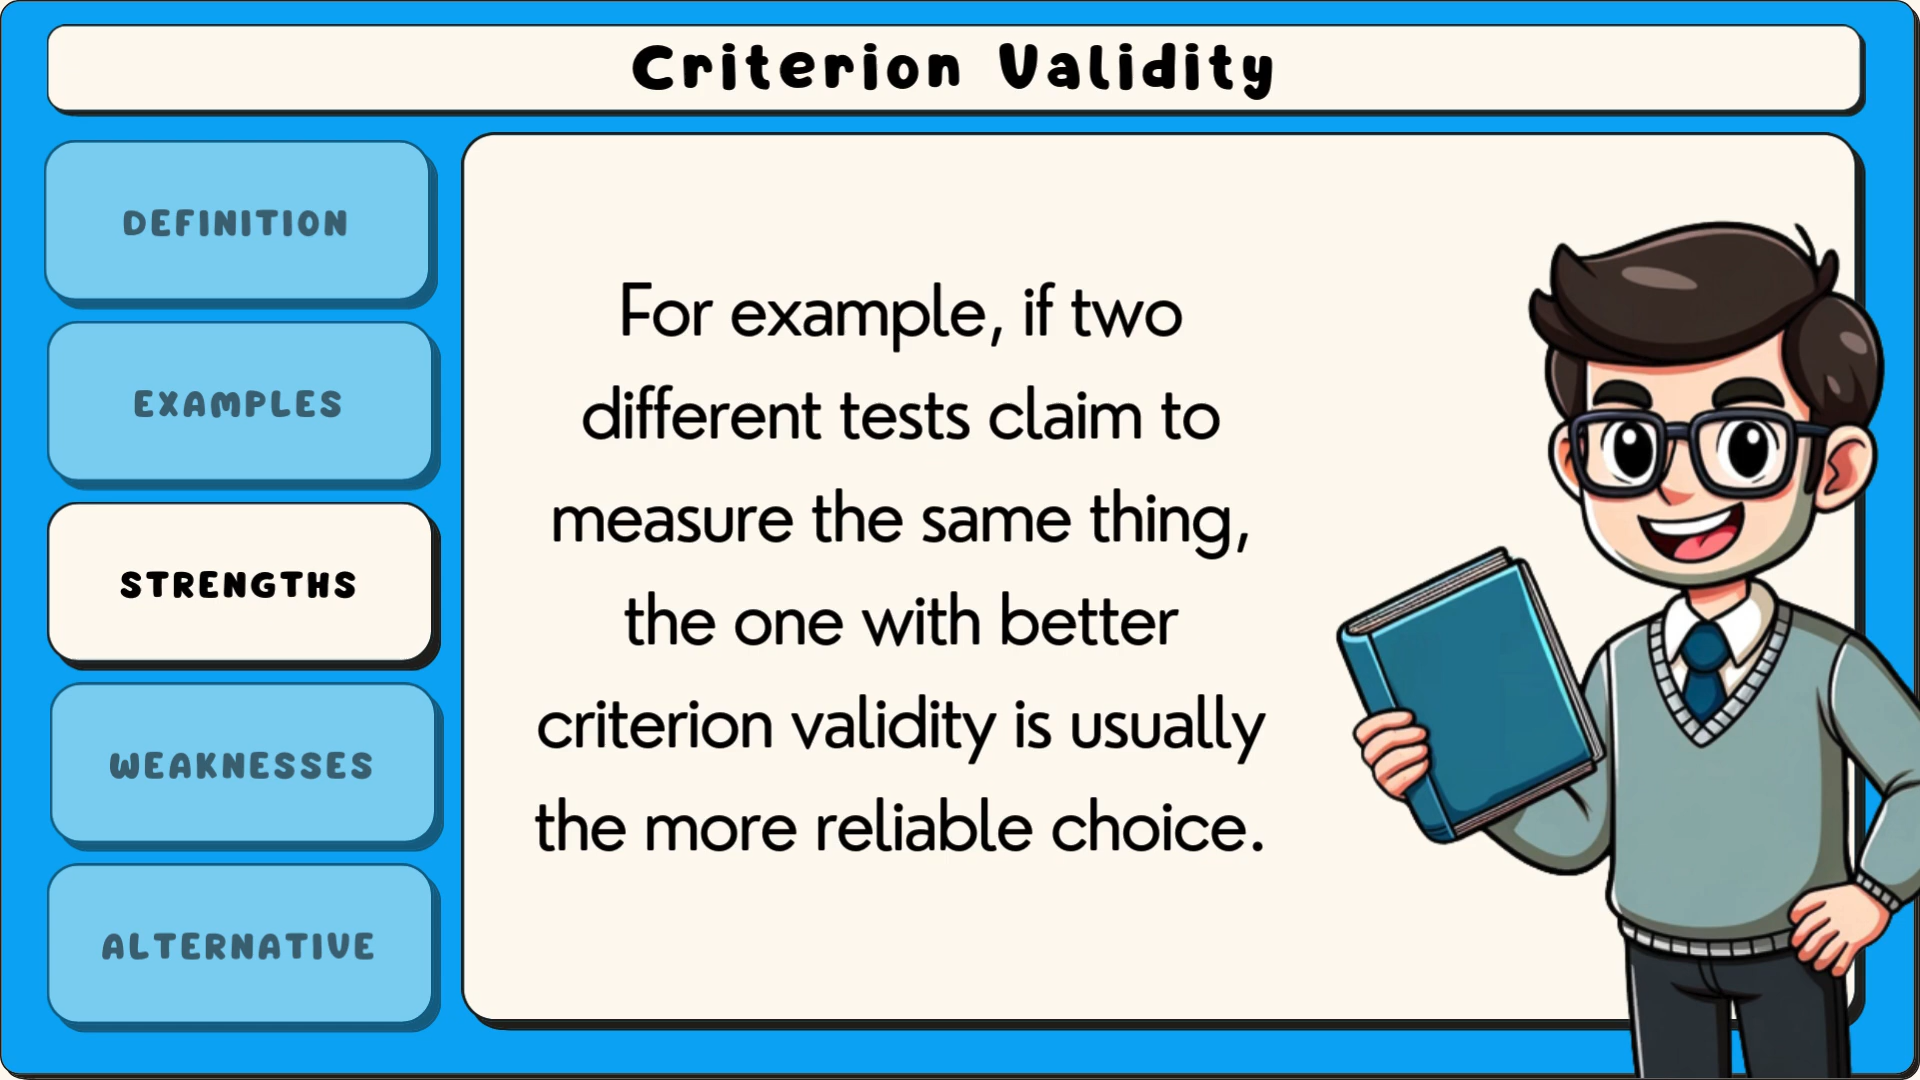 Criterion Validity
DEFINITION
EXAMPLES
STRENGTHS
WEAKNESSES
ALTERNATIVE
For example, if two
different tests claim to
measure the same thing,
the one with better
criterion validity is usually
the more reliable choice.